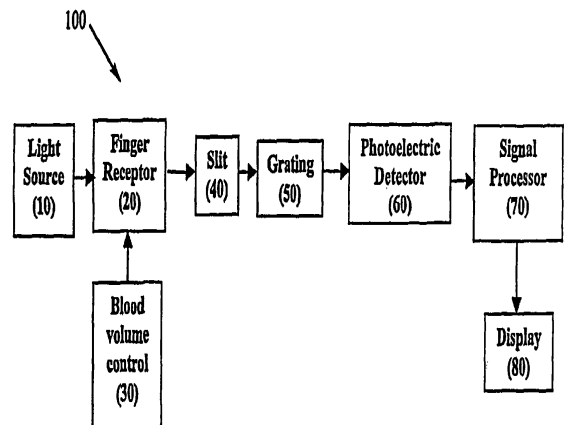 100
Light
Source
(10)
Finger
Receptor
(20)
Slit
(40)
Grating
(50)
Photoelectric
Detector
(60)
Signal
Processor
(70)
Blood
volume
control
(30)
Display
(80)